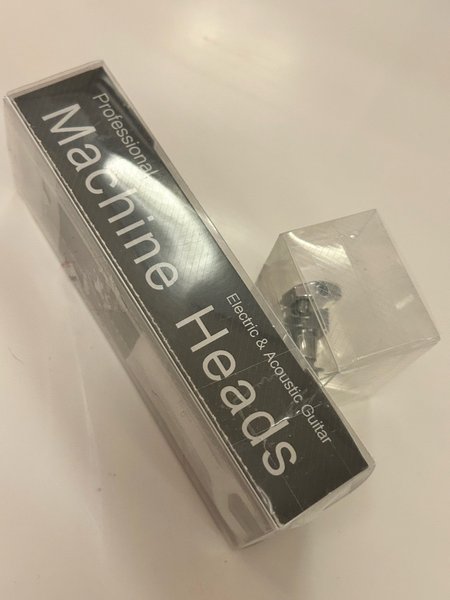 Professional
Machine Heads
Electric & Acoustic Guitar